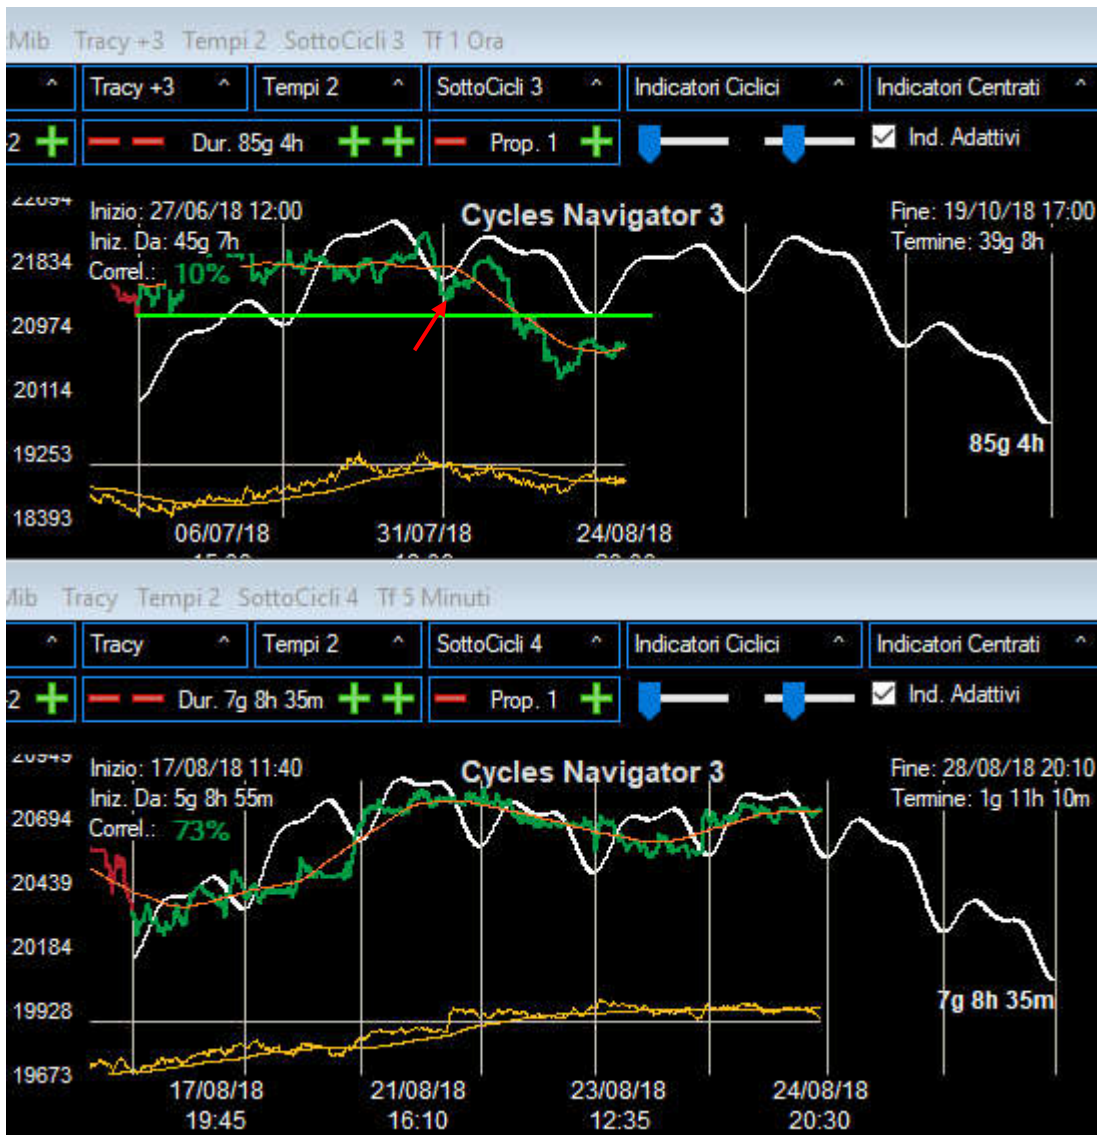 Mib Tracy +3 Tempi 2 SottoCicli 3 Tf 1 Ora
Tracy +3 ^ Tempi 2 ^ SottoCicli 3 ^ Indicatori Ciclici ^ Indicatori Centrati ^
2 Dur. 85g 4h Prop. 1 Ind. Adattivi
22694
Inizio: 27/06/18 12:00 Cycles Navigator 3 Fine: 19/10/18 17:00
Iniz. Da: 45g 7h Termine: 39g 8h
21834
Correl.: 10%
20974
20114
19253
85g 4h
18393
06/07/18 31/07/18 24/08/18
Mib Tracy Tempi 2 SottoCicli 4 Tf 5 Minuti
^ Tracy ^ Tempi 2 ^ SottoCicli 4 ^ Indicatori Ciclici ^ Indicatori Centrati ^
2 Dur. 7g 8h 35m Prop. 1 Ind. Adattivi
20949
Inizio: 17/08/18 11:40 Cycles Navigator 3 Fine: 28/08/18 20:10
Iniz. Da: 5g 8h 55m Termine: 1g 11h 10m
20694
Correl.: 73%
20439
20184
19928
7g 8h 35m
19673
17/08/18 21/08/18 23/08/18 24/08/18
19:45 16:10 12:35 20:30